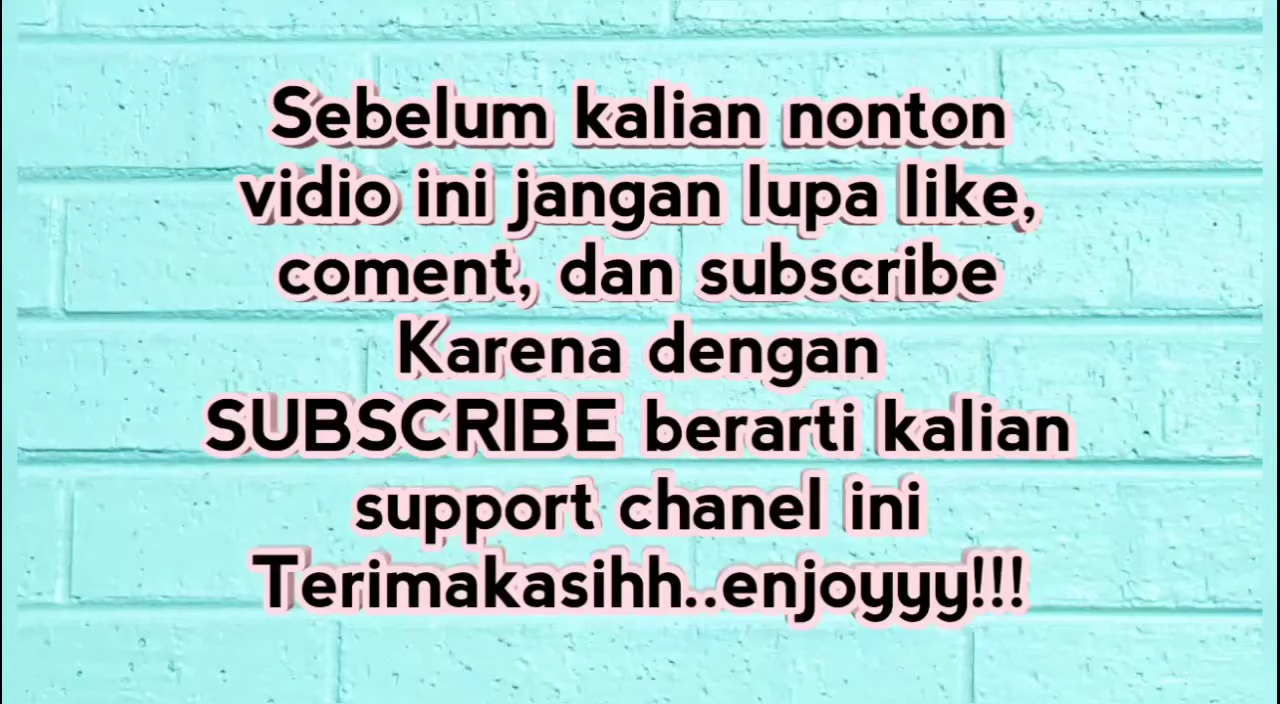 Sebelum kalian nonton
vidio ini jangan lupa like,
coment, dan subscribe
Karena dengan
SUBSCRIBE berarti kalian
support chanel ini
Terimakasihh..enjoyyy!!!